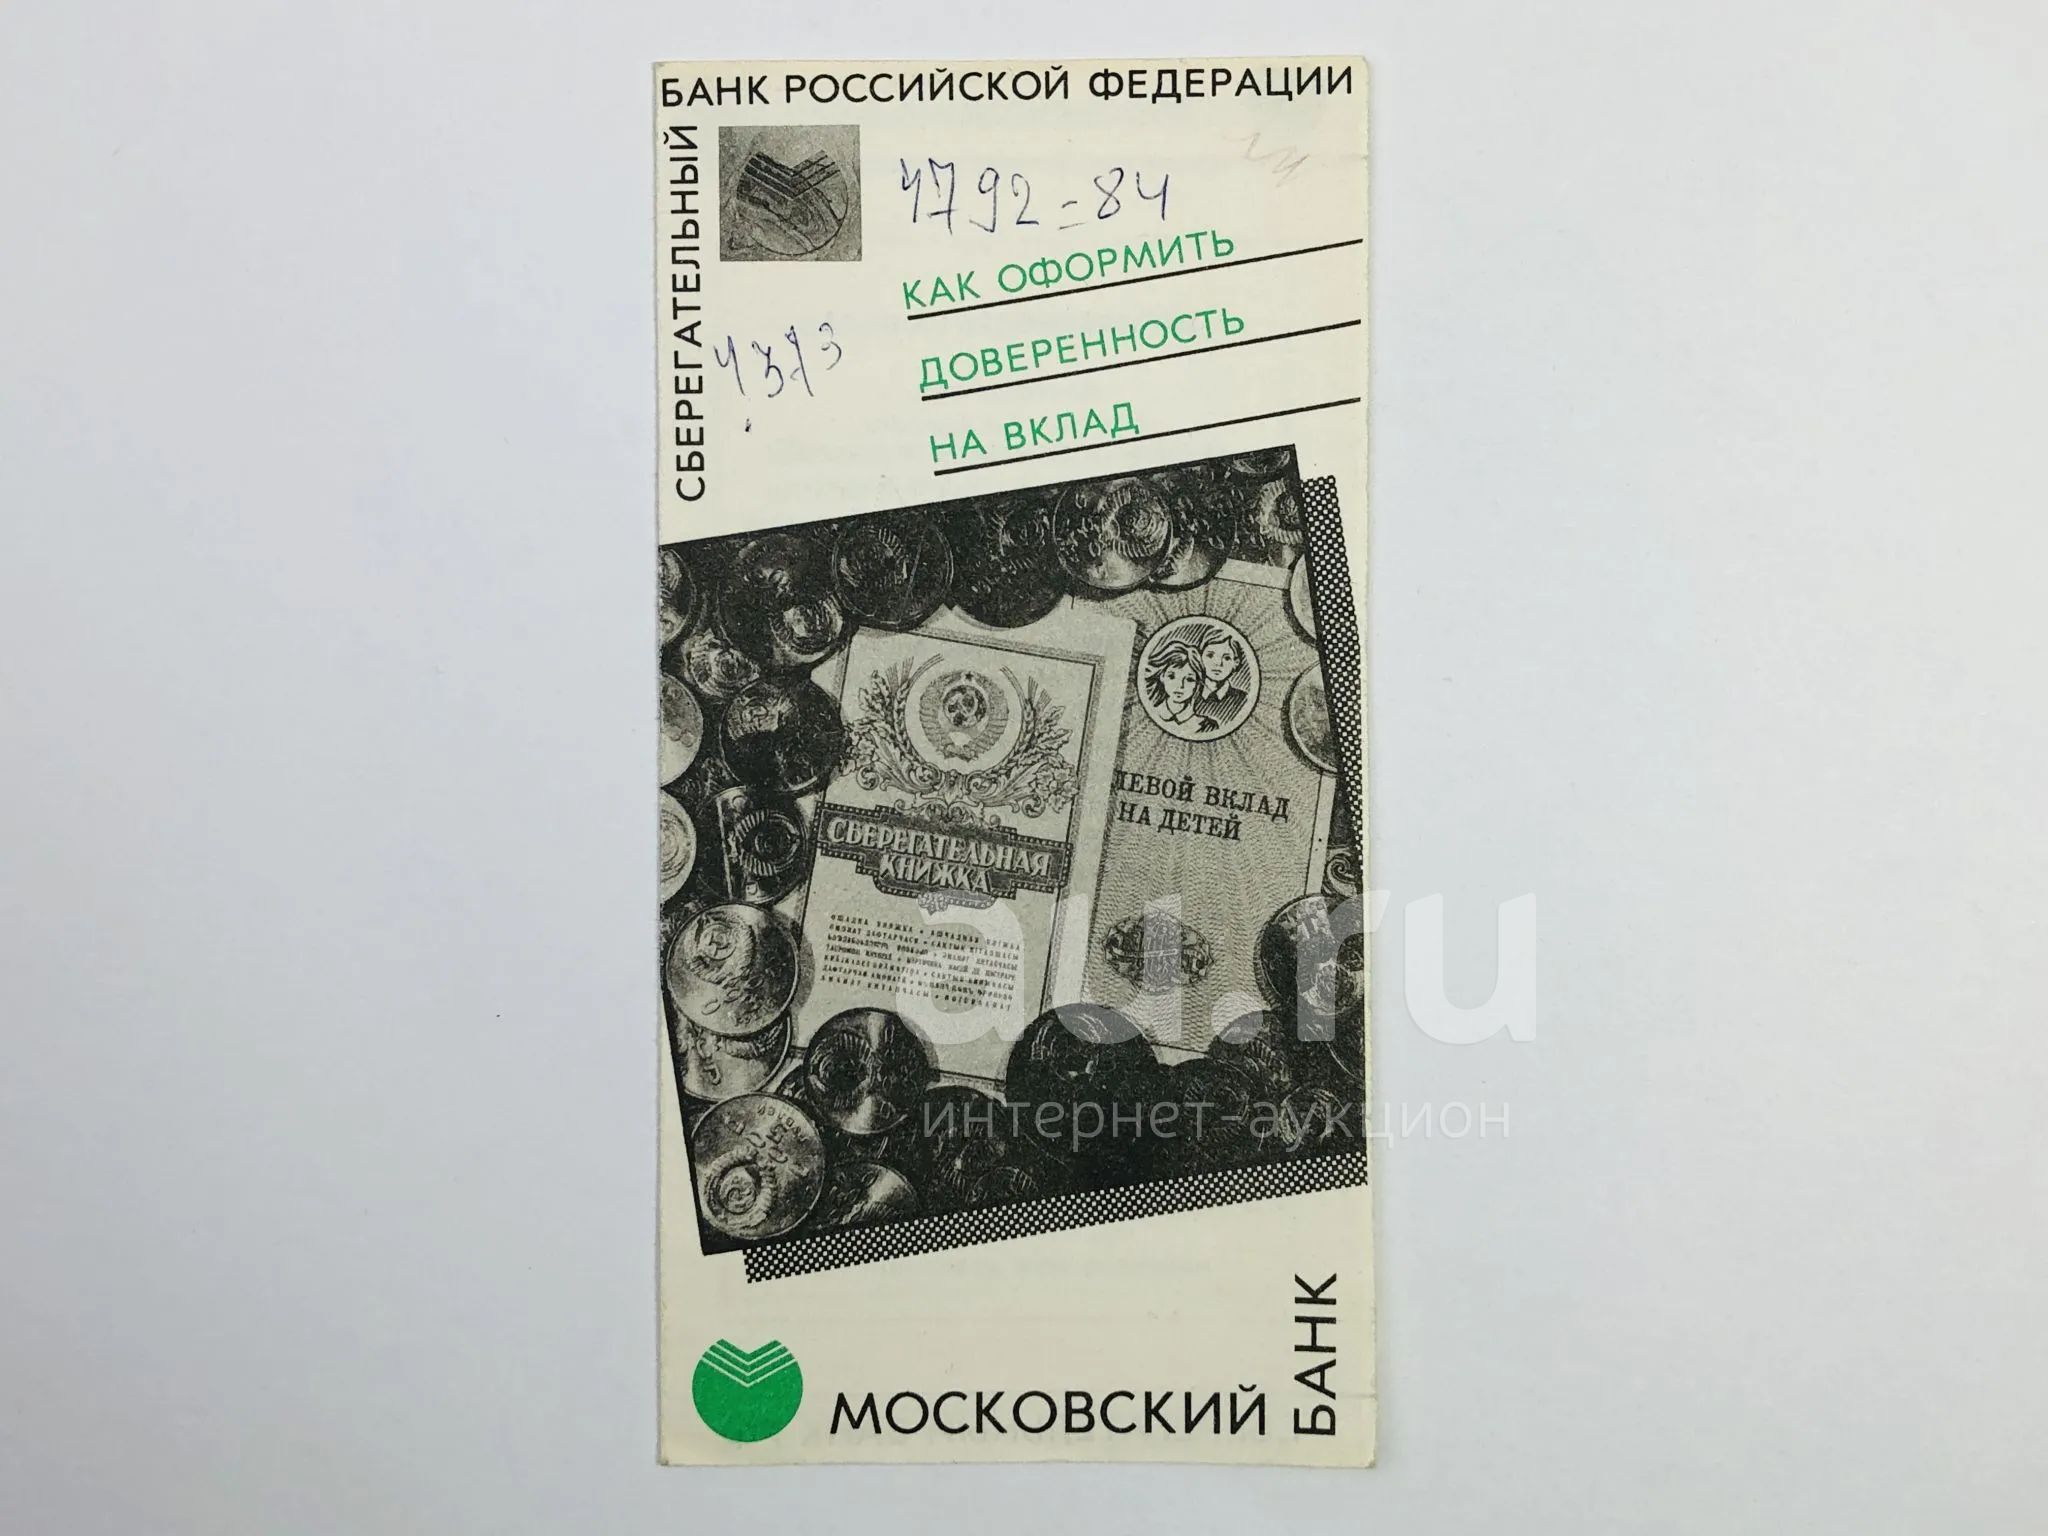 БАНК РОССИЙСКОЙ ФЕДЕРАЦИИ
СБЕРЕГАТЕЛЬНЫЙ
4792=84
КАК ОФОРМИТЬ
ДОВЕРЕННОСТЬ
НА ВКЛАД
ЛЕВОЙ ВКЛАД
НА ДЕТЕЙ
СБЕРЕГАТЕЛЬНАЯ
КНИЖКА
au.ru
интернет-аукцион
МОСКОВСКИЙ
БАНК